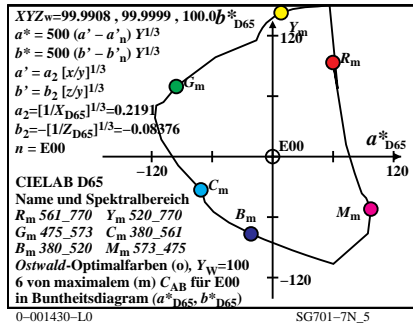 XYZw=99.9908 , 99.9999 , 100.0 b*D65
a* = 500 (a’ – a’n) Y1/3
b* = 500 (b’ – b’n) Y1/3
a’ = a2 [x/y]1/3
b’ = b2 [z/y]1/3
a2=[1/XD65]1/3=0.2191
b2=–[1/ZD65]1/3=–0.08376
n = E00
120
Ym
Rm
Gm
E00
a*D65
–120
120
CIELAB D65
Name und Spektralbereich
Rm 561_770 Ym 520_770
Gm 475_573 Cm 380_561
Bm 380_520 Mm 573_475
Ostwald-Optimalfarben (o), YW=100
6 von maximalem (m) CAB für E00
in Buntheitsdiagram (a*D65, b*D65)
Cm
Bm
Mm
–120
0–001430–L0
SG701–7N_5